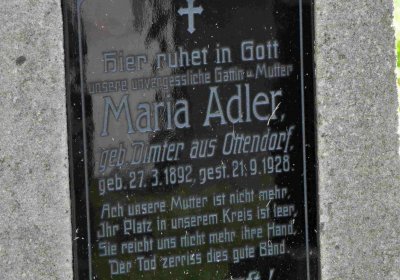 Hier ruhet in Gott
unsere unvergessliche Gattin u. Mutter
Maria Adler,
geb. Dimter aus Ottendorf,
geb. 27. 3. 1892, gest. 21. 9. 1928.
Ach unsere Mutter ist nicht mehr,
Ihr Platz in unserem Kreis ist leer,
Sie reicht uns nicht mehr ihre Hand,
Der Tod zerriss dies gute Band.